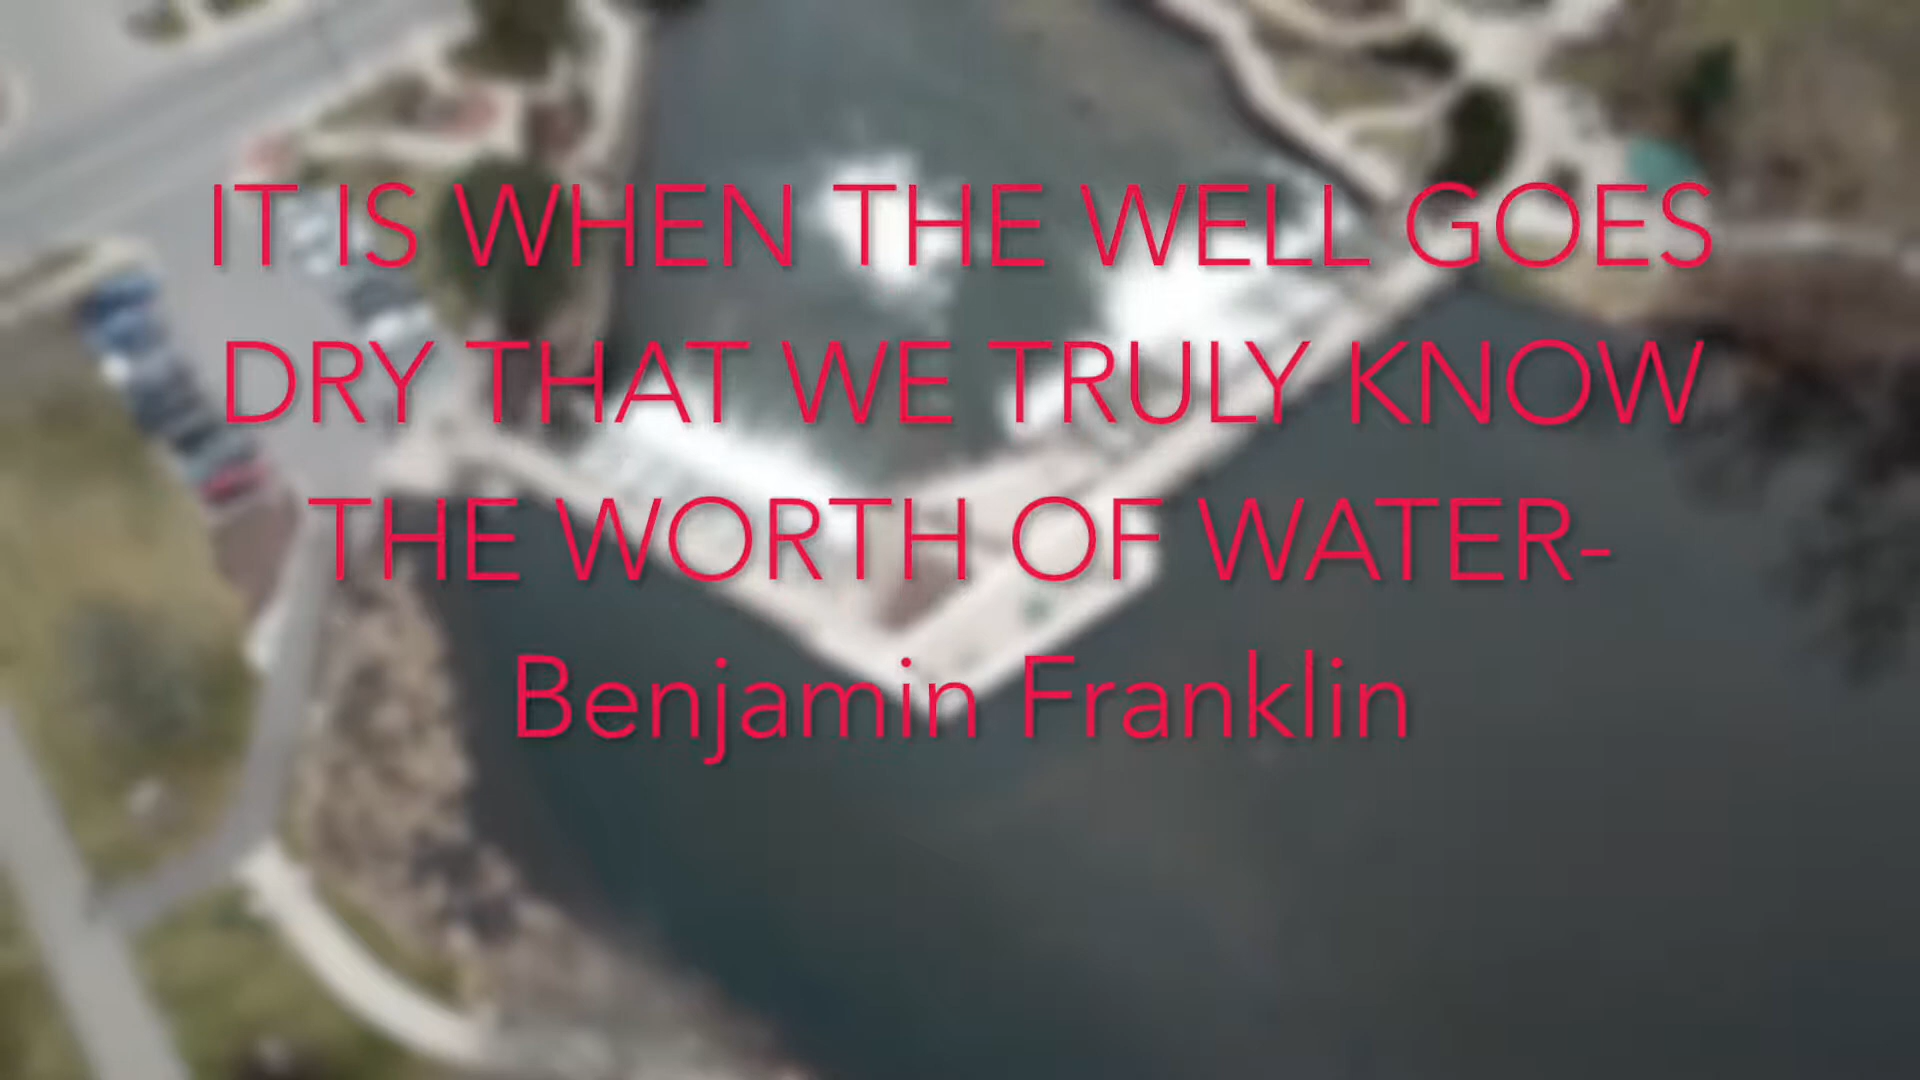 IT IS WHEN THE WELL GOES
DRY THAT WE TRULY KNOW
THE WORTH OF WATER-
Benjamin Franklin